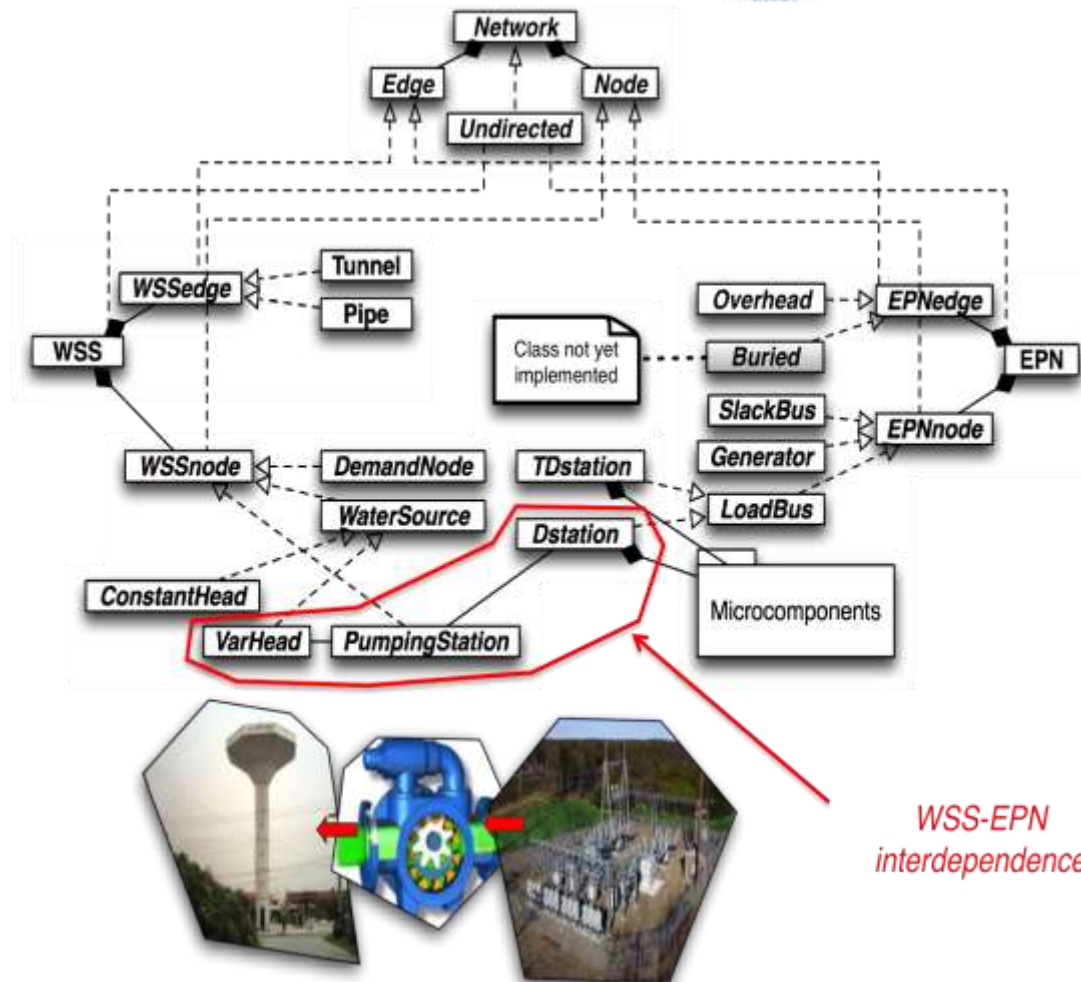 Network
Edge
Node
Undirected
WSSedge
Tunnel
Pipe
WSS
WSSnode
DemandNode
WaterSource
ConstantHead
VarHead
PumpingStation
Class not yet
implemented
Overhead
EPNedge
Buried
EPN
SlackBus
EPNnode
Generator
TDstation
LoadBus
Dstation
Microcomponents
WSS-EPN
interdependence